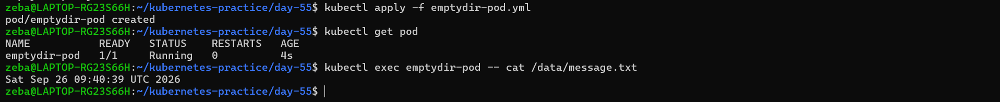 zeba@LAPTOP-RG23S66H:~/kubernetes-practice/day-55$ kubectl apply -f emptydir-pod.yml
pod/emptydir-pod created
zeba@LAPTOP-RG23S66H:~/kubernetes-practice/day-55$ kubectl get pod
NAME           READY   STATUS    RESTARTS   AGE
emptydir-pod   1/1     Running   0          4s
zeba@LAPTOP-RG23S66H:~/kubernetes-practice/day-55$ kubectl exec emptydir-pod -- cat /data/message.txt
Sat Sep 26 09:40:39 UTC 2026
zeba@LAPTOP-RG23S66H:~/kubernetes-practice/day-55$